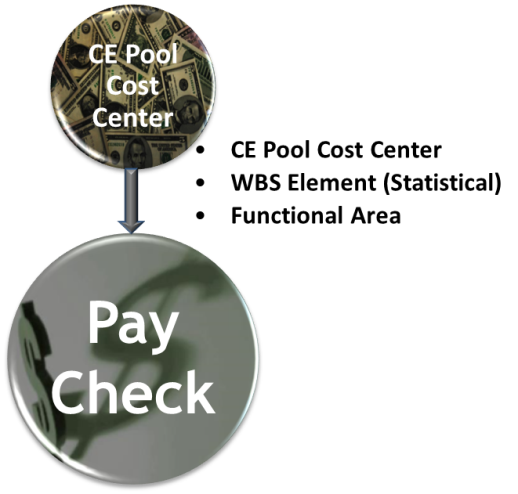 CE Pool
Cost
Center
• CE Pool Cost Center
• WBS Element (Statistical)
• Functional Area
Pay
Check